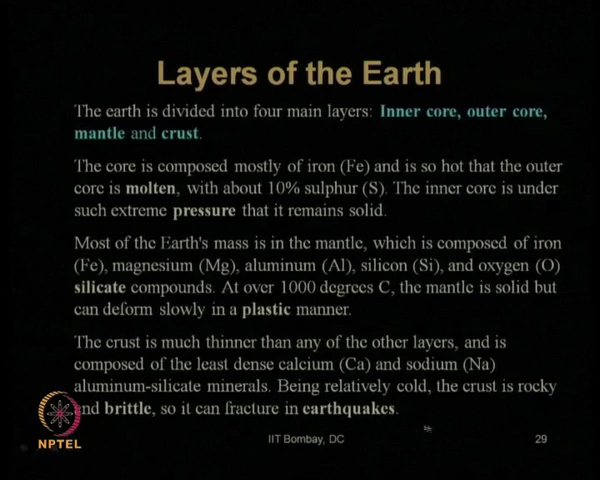 Layers of the Earth
The earth is divided into four main layers: Inner core, outer core,
mantle and crust.
The core is composed mostly of iron (Fe) and is so hot that the outer
core is molten, with about 10% sulphur (S). The inner core is under
such extreme pressure that it remains solid.
Most of the Earth's mass is in the mantle, which is composed of iron
(Fe), magnesium (Mg), aluminum (Al), silicon (Si), and oxygen (O)
silicate compounds. At over 1000 degrees C, the mantle is solid but
can deform slowly in a plastic manner.
The crust is much thinner than any of the other layers, and is
composed of the least dense calcium (Ca) and sodium (Na)
aluminum-silicate minerals. Being relatively cold, the crust is rocky
and brittle, so it can fracture in earthquakes.
NPTEL
IIT Bombay, DC
29